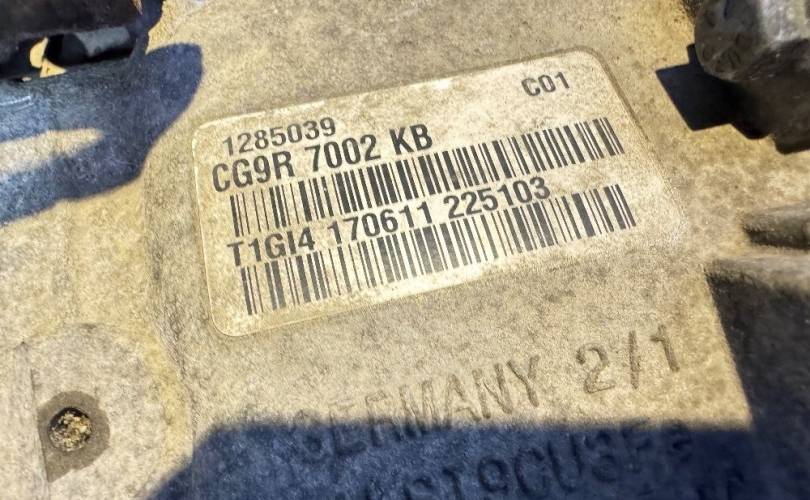 C01
1285039
CG9R 7002 KB
T1GI4 170611 225103
GERMANY 2/1